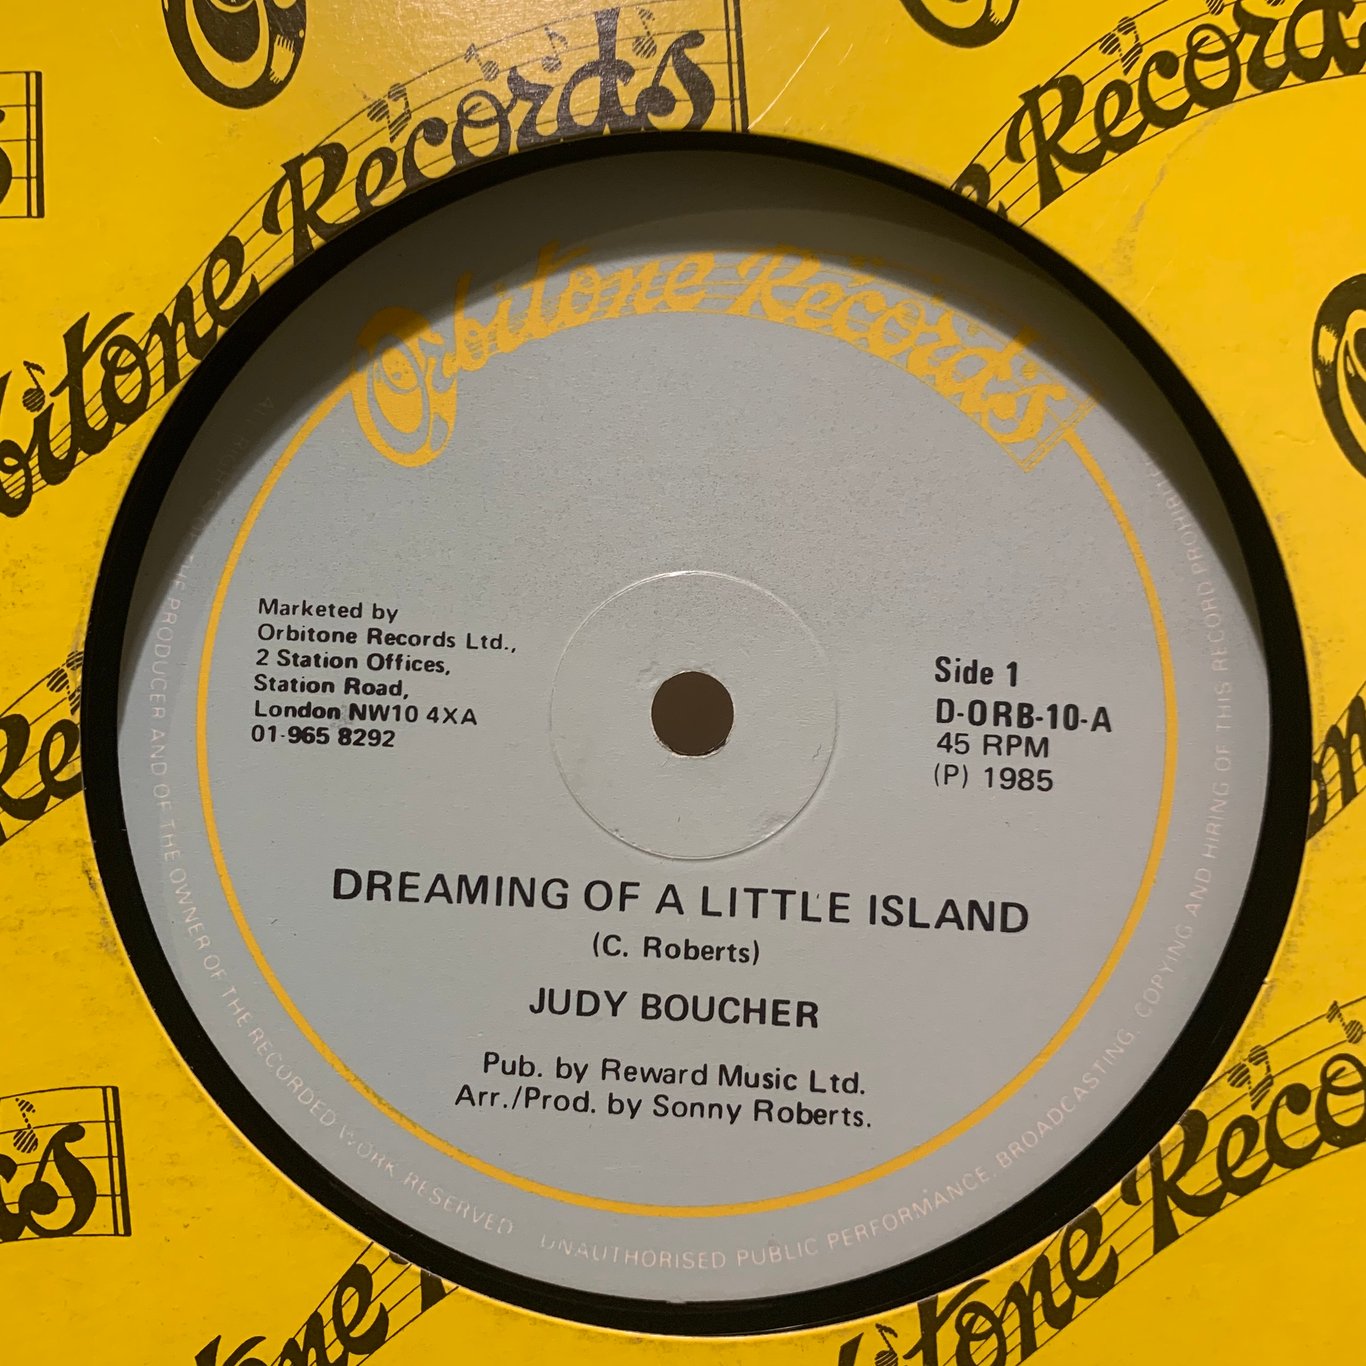 Orbitone Records
Orbitone Records
Marketed by
Orbitone Records Ltd.,
2 Station Offices,
Station Road,
London NW10 4XA
01-965 8292
Side 1
D-ORB-10-A
45 RPM
(P) 1985
DREAMING OF A LITTLE ISLAND
(C. Roberts)
JUDY BOUCHER
Pub. by Reward Music Ltd.
Arr./Prod. by Sonny Roberts.
THE PRODUCER AND OF THE OWNER OF THE RECORDED WORK RESERVED UNAUTHORISED PUBLIC PERFORMANCE. BROADCASTING. COPYING AND HIRING OF THIS RECORD PROHIBITED
Records
Orbitone Reco